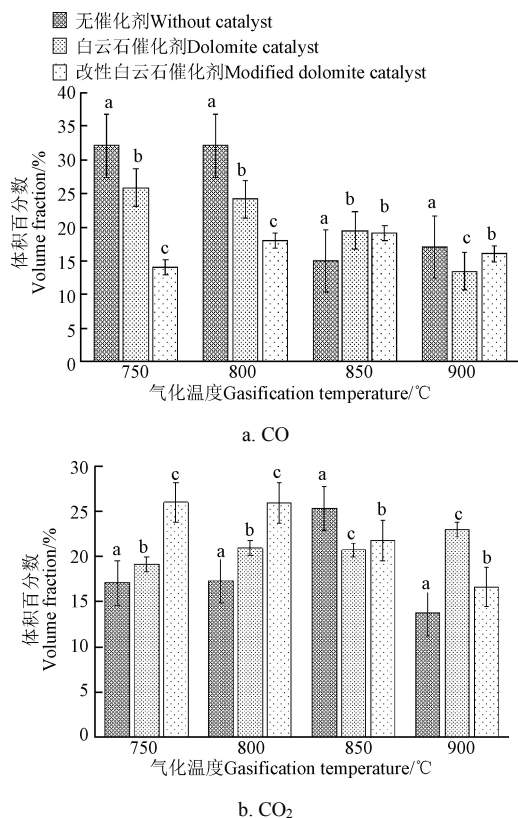 无催化剂Without catalyst
白云石催化剂Dolomite catalyst
改性白云石催化剂Modified dolomite catalyst
体积百分数
Volume fraction/%
40
35
30
25
20
15
10
5
0
a
b
c
a
b
c
a
b
b
a
c
b
750
800
850
900
气化温度Gasification temperature/℃
a. CO
体积百分数
Volume fraction/%
30
25
20
15
10
5
0
a
b
c
a
b
c
a
c
b
a
c
b
750
800
850
900
气化温度Gasification temperature/℃
b. CO₂